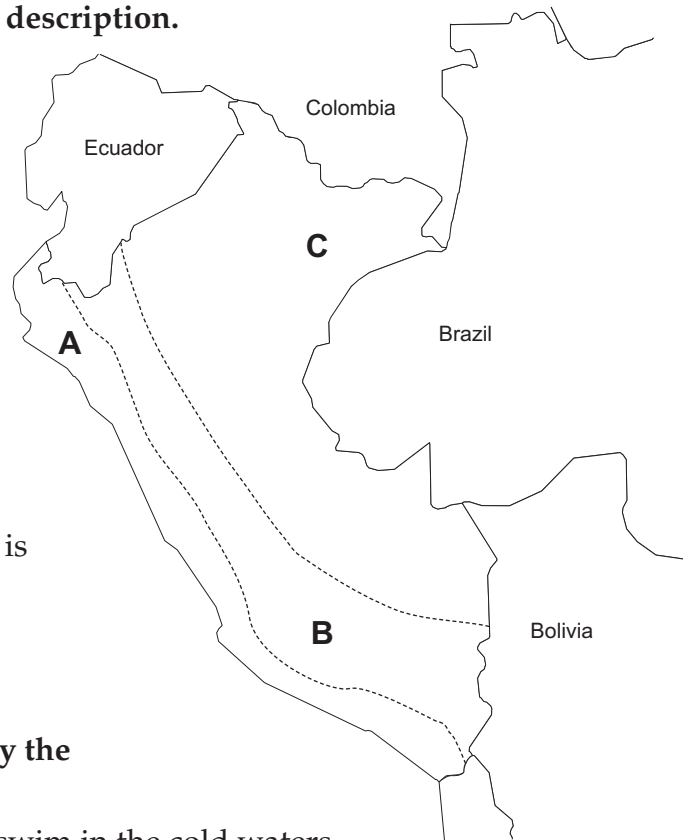 description.
Colombia
Ecuador
C
Brazil
A
is
B
Bolivia
y the
swim in the cold waters